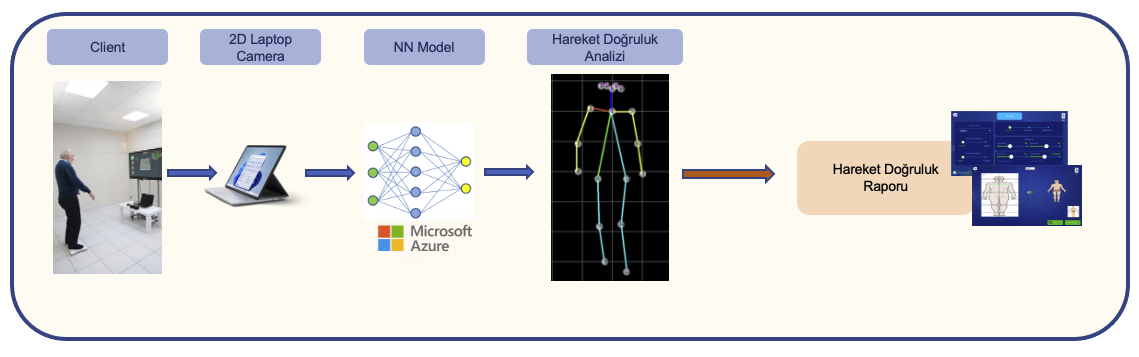 Client
2D Laptop
Camera
NN Model
Hareket Doğruluk
Analizi
Microsoft
Azure
Hareket Doğruluk
Raporu